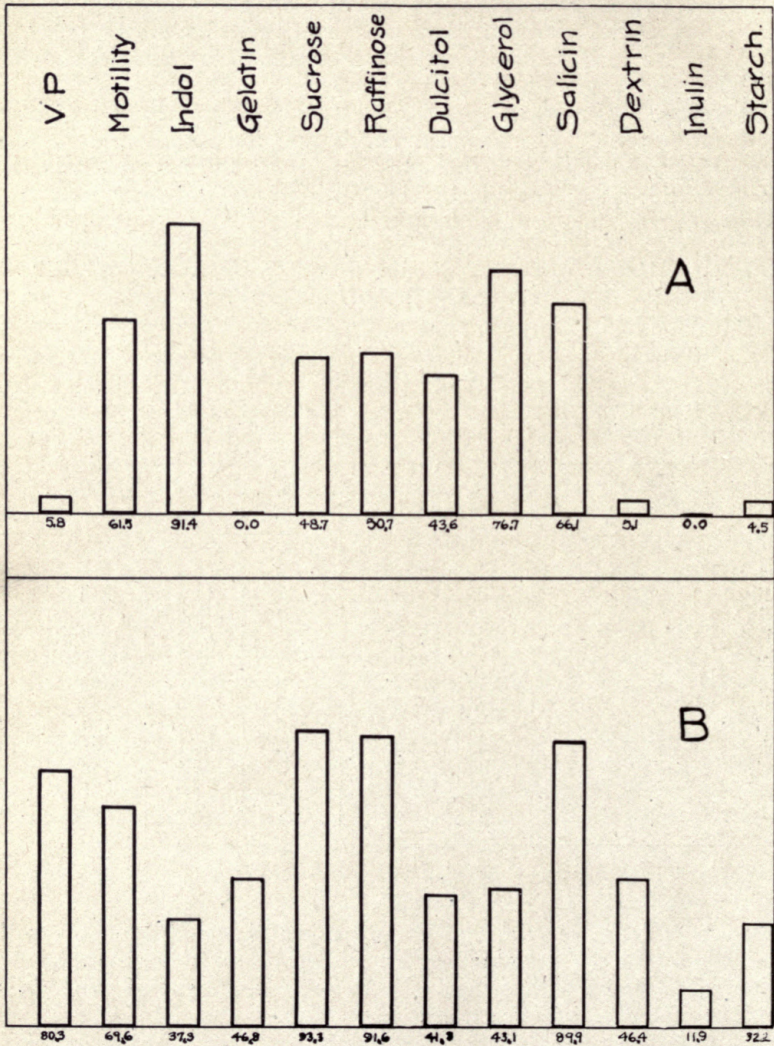 VP Motility Indol Gelatin Sucrose Raffinose Dulcitol Glycerol Salicin Dextrin Inulin Starch.
A
5.8 61.5 91.4 0.0 48.7 50.7 43.6 76.7 66.1 5.1 0.0 4.5
B
80.3 69.6 37.3 46.8 93.3 91.6 41.3 43.1 89.9 46.4 11.9 32.2